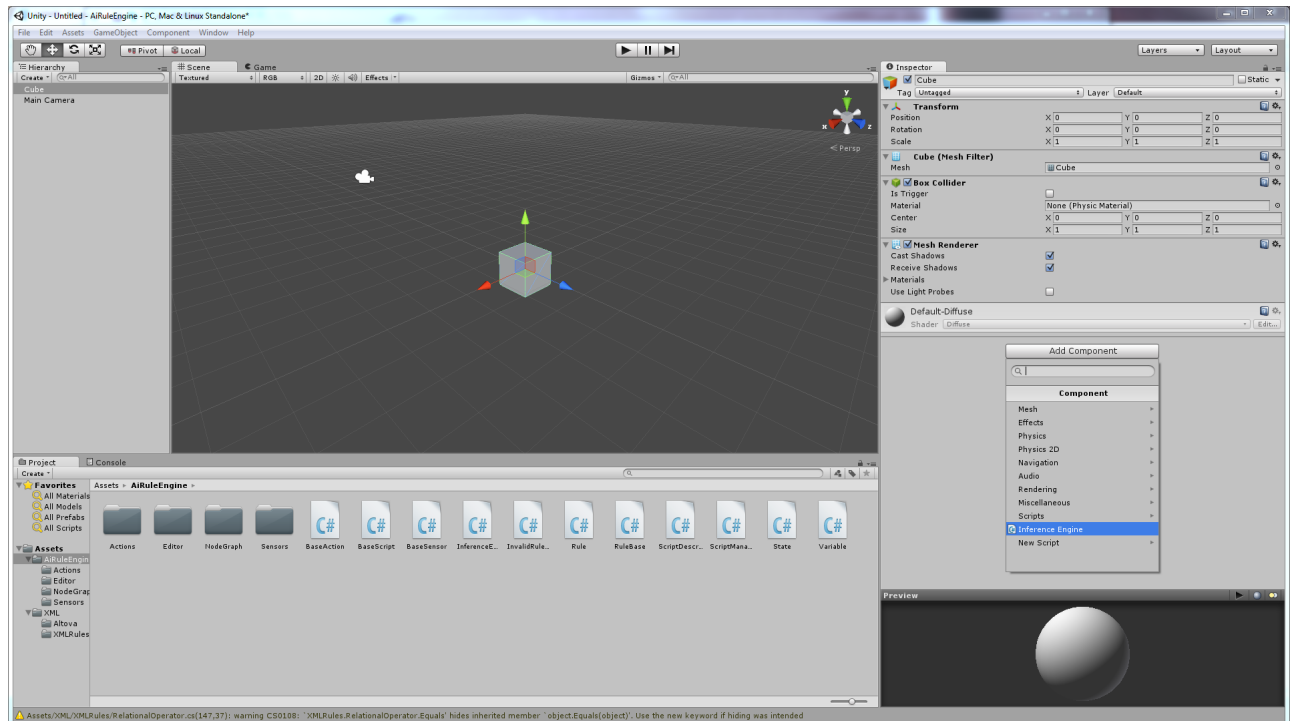 Unity - Untitled - AiRuleEngine - PC, Mac & Linux Standalone*
File Edit Assets GameObject Component Window Help
Pivot Local Layers Layout
Hierarchy
Create All
Cube
Main Camera
Scene Game
Textured RGB 2D Effects Gizmos All
y
x z
Persp
Inspector
Cube Static
Tag Untagged Layer Default
Transform
Position X 0 Y 0 Z 0
Rotation X 0 Y 0 Z 0
Scale X 1 Y 1 Z 1
Cube (Mesh Filter)
Mesh Cube
Box Collider
Is Trigger
Material None (Physic Material)
Center X 0 Y 0 Z 0
Size X 1 Y 1 Z 1
Mesh Renderer
Cast Shadows
Receive Shadows
Materials
Use Light Probes
Default-Diffuse
Shader Diffuse Edit...
Add Component
Component
Mesh
Effects
Physics
Physics 2D
Navigation
Audio
Rendering
Miscellaneous
Scripts
Inference Engine
New Script
Preview
Project Console
Create
Favorites
All Materials
All Models
All Prefabs
All Scripts
Assets
AiRuleEngin
Actions
Editor
NodeGrap
Sensors
XML
Altova
XMLRules
Assets AiRuleEngine
C# C# C# C# C# C# C# C# C# C# C#
Actions Editor NodeGraph Sensors BaseAction BaseScript BaseSensor InferenceE... InvalidRule... Rule RuleBase ScriptDescr... ScriptMana... State Variable
Assets/XML/XMLRules/RelationalOperator.cs(147,37): warning CS0108: `XMLRules.RelationalOperator.Equals' hides inherited member `object.Equals(object)'. Use the new keyword if hiding was intended